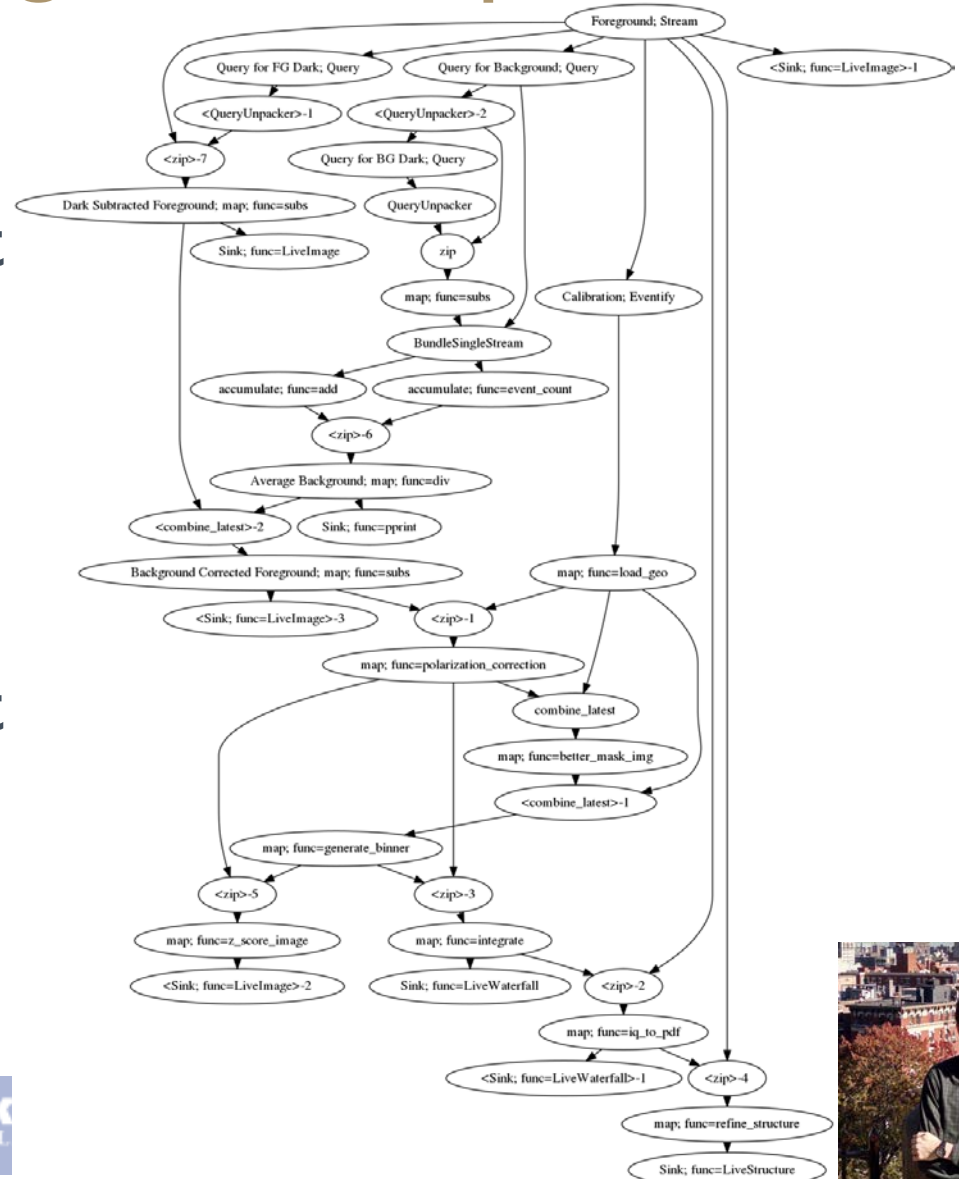 Foreground; Stream
Query for FG Dark; Query
Query for Background; Query
<Sink; func=LiveImage>-1
<QueryUnpacker>-1
<QueryUnpacker>-2
<zip>-7
Query for BG Dark; Query
Dark Subtracted Foreground; map; func=subs
QueryUnpacker
Sink; func=LiveImage
zip
map; func=subs
Calibration; Eventify
BundleSingleStream
accumulate; func=add
accumulate; func=event_count
<zip>-6
Average Background; map; func=div
<combine_latest>-2
Sink; func=pprint
Background Corrected Foreground; map; func=subs
map; func=load_geo
<Sink; func=LiveImage>-3
<zip>-1
map; func=polarization_correction
combine_latest
map; func=better_mask_img
<combine_latest>-1
map; func=generate_binner
<zip>-5
<zip>-3
map; func=z_score_image
map; func=integrate
<Sink; func=LiveImage>-2
Sink; func=LiveWaterfall
<zip>-2
map; func=iq_to_pdf
<Sink; func=LiveWaterfall>-1
<zip>-4
map; func=refine_structure
Sink; func=LiveStructure